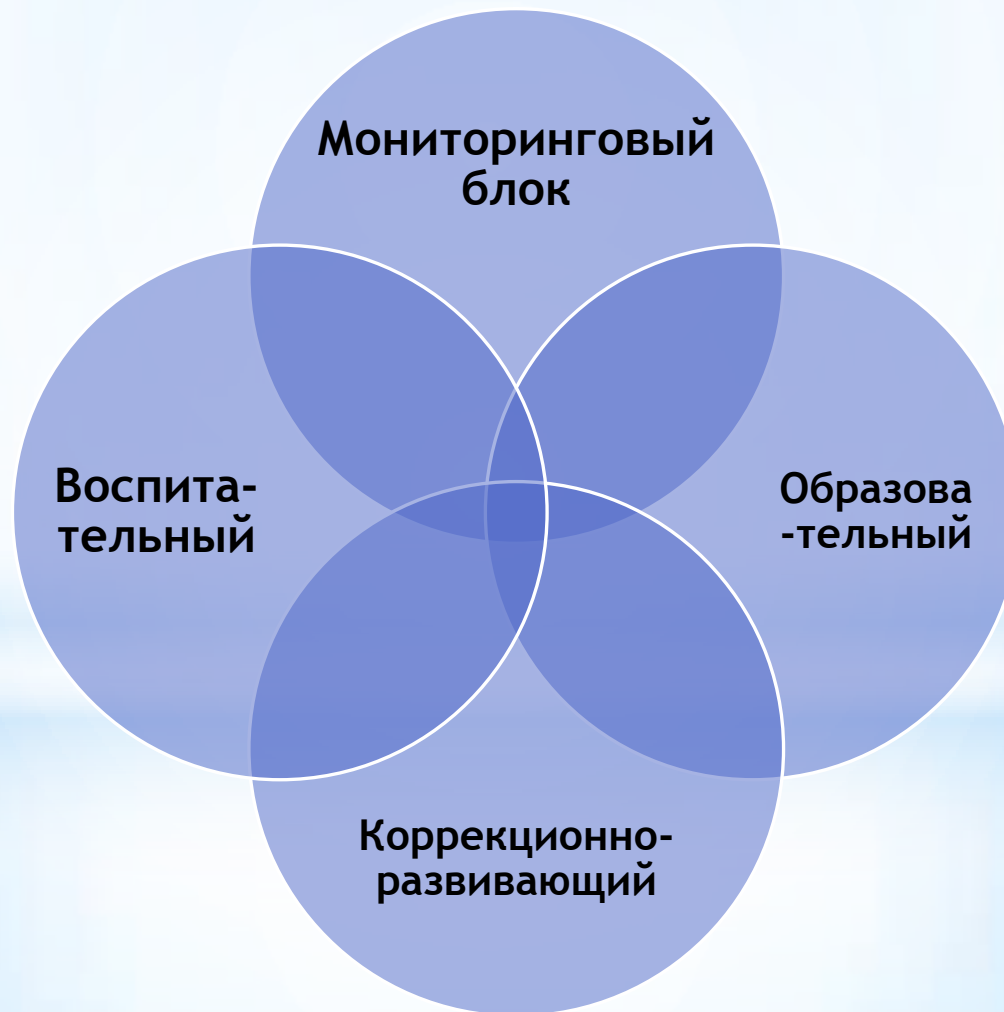 Мониторинговый
блок
Воспита-
тельный
Образова
-тельный
Коррекционно-
развивающий